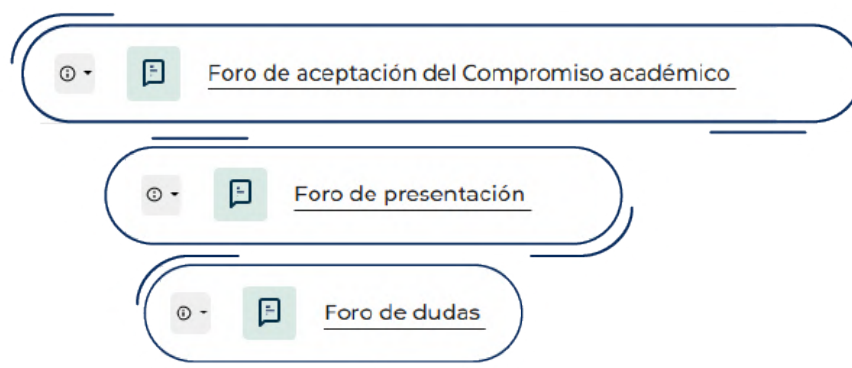 Foro de aceptación del Compromiso académico
Foro de presentación
Foro de dudas